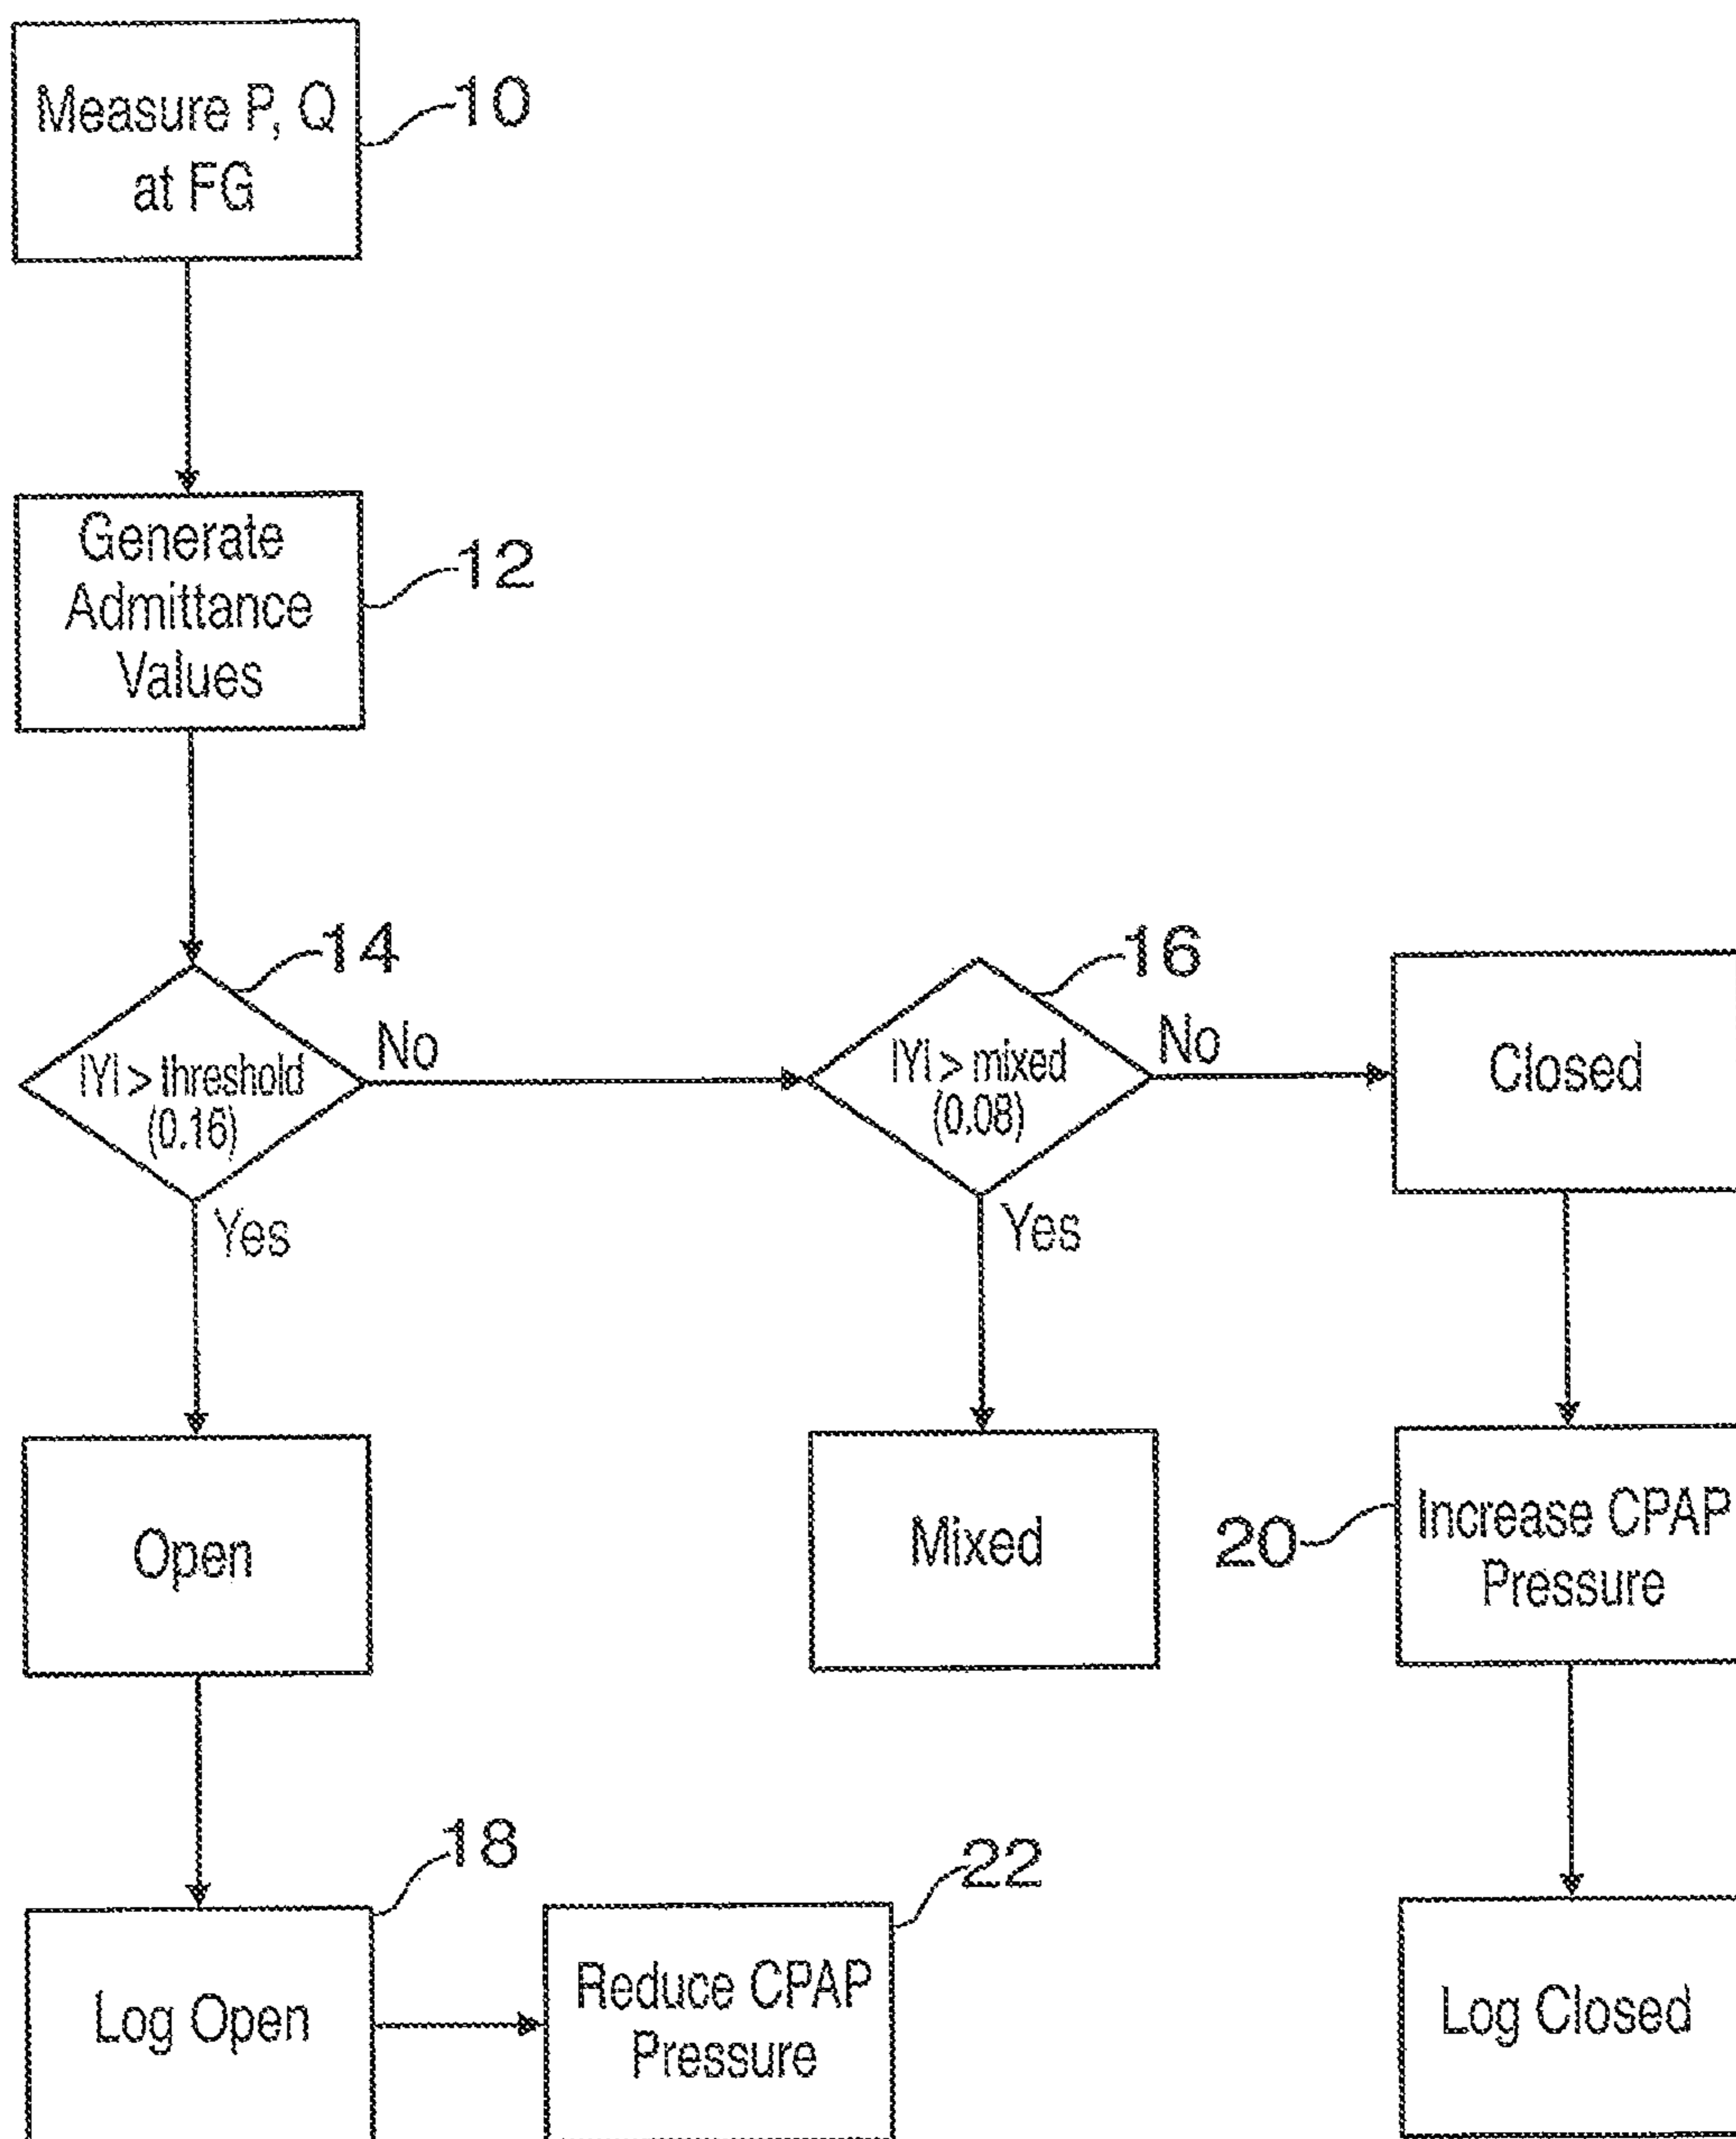 Measure P, Q
at FG
10
Generate
Admittance
Values
12
14
|Y| > threshold
(0.16)
No
Yes
16
|Y| > mixed
(0.08)
No
Yes
Closed
Open
Mixed
20
Increase CPAP
Pressure
18
Log Open
22
Reduce CPAP
Pressure
Log Closed